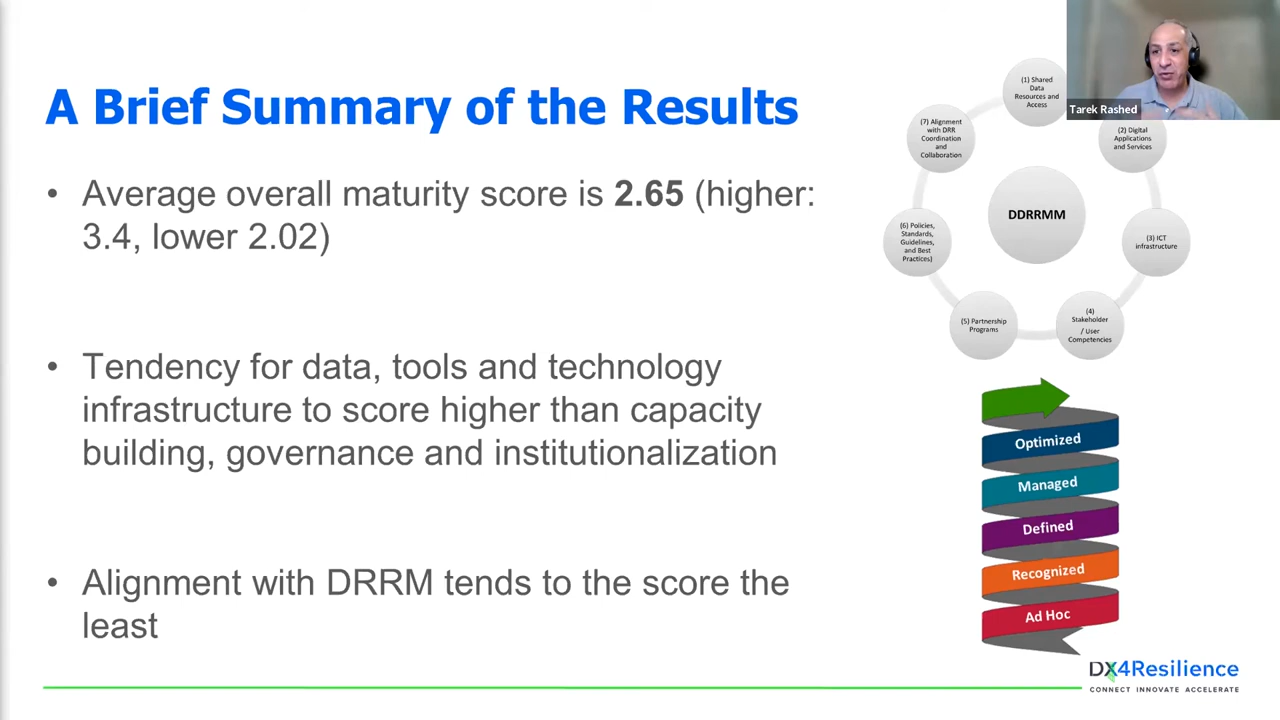 A Brief Summary of the Results
• Average overall maturity score is 2.65 (higher:
3.4, lower 2.02)
• Tendency for data, tools and technology
infrastructure to score higher than capacity
building, governance and institutionalization
• Alignment with DRRM tends to the score the
least
Tarek Rashed
(1) Shared
Data
Resources and
Access
(2) Digital
Applications
and Services
(3) ICT
infrastructure
(4)
Stakeholder
/ User
Competencies
(5) Partnership
Programs
(6) Policies,
Standards,
Guidelines,
and Best
Practices)
(7) Alignment
with DRR
Coordination
and
Collaboration
DDRRMM
Optimized
Managed
Defined
Recognized
Ad Hoc
DX4Resilience
CONNECT INNOVATE ACCELERATE